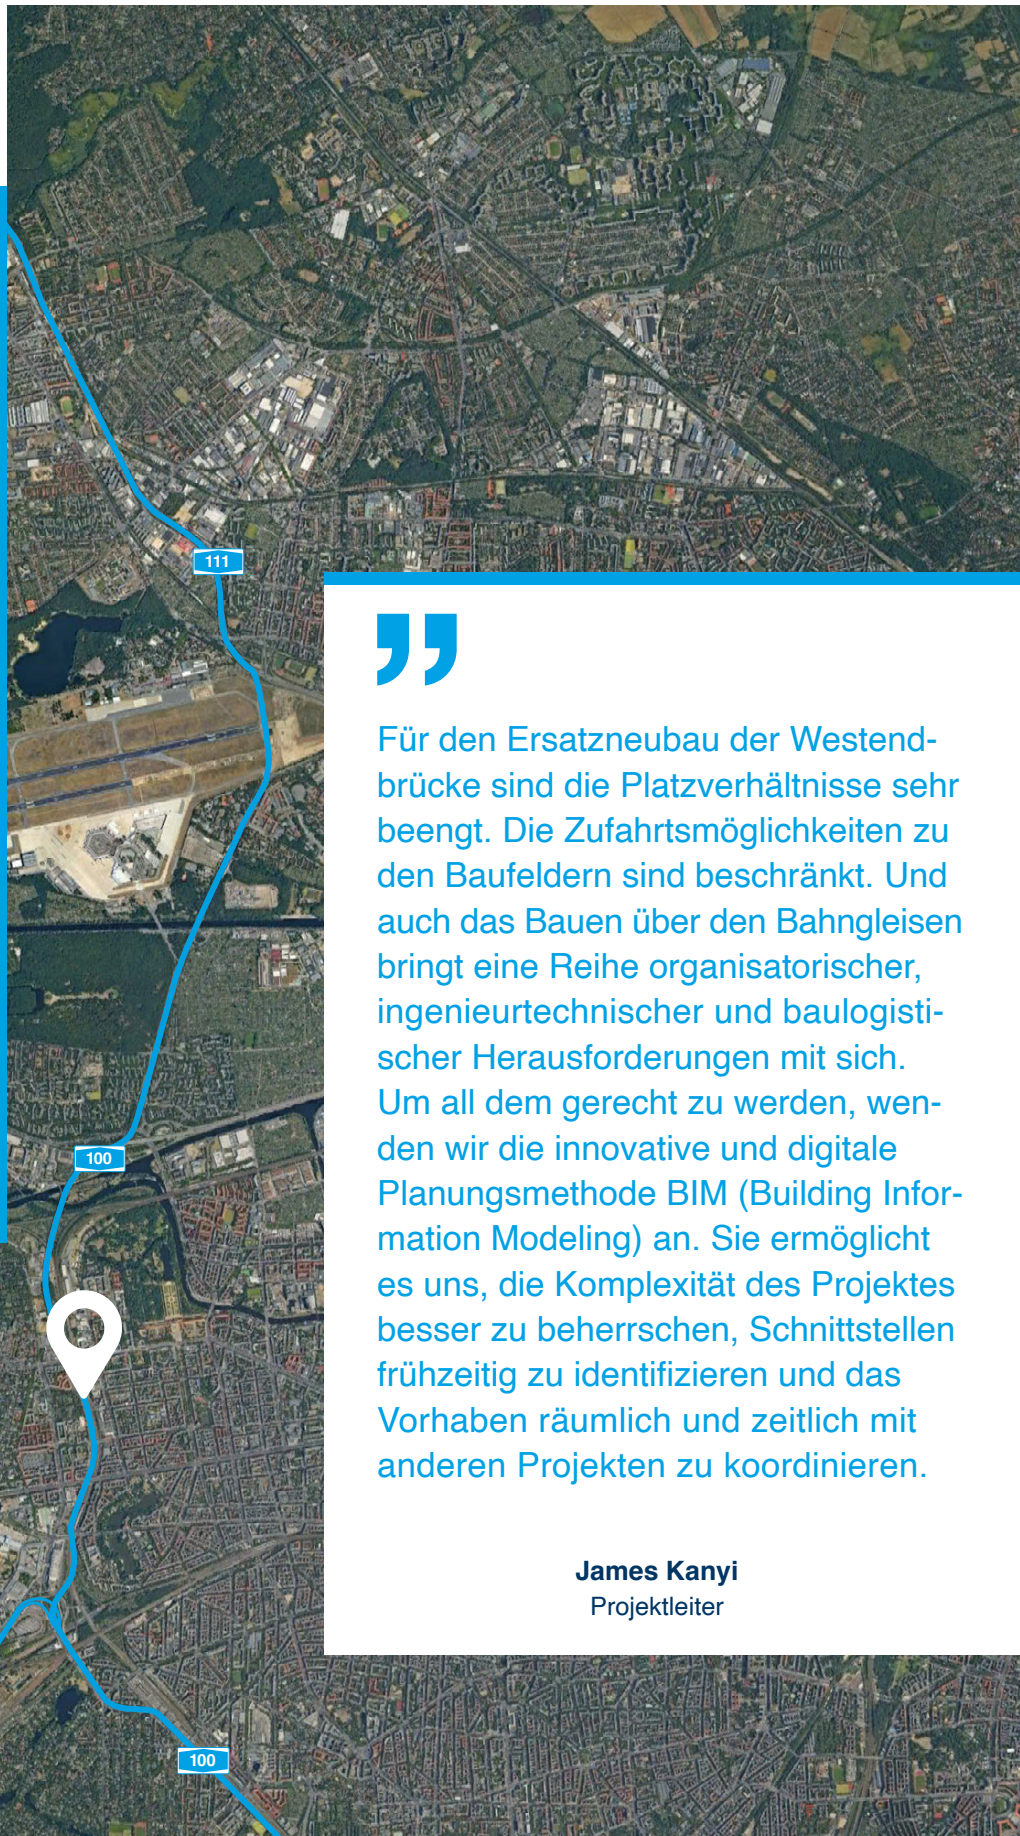 111
”
Für den Ersatzneubau der Westend-
brücke sind die Platzverhältnisse sehr
beengt. Die Zufahrtsmöglichkeiten zu
den Baufeldern sind beschränkt. Und
auch das Bauen über den Bahngleisen
bringt eine Reihe organisatorischer,
ingenieurtechnischer und baulogisti-
scher Herausforderungen mit sich.
Um all dem gerecht zu werden, wen-
den wir die innovative und digitale
Planungsmethode BIM (Building Infor-
mation Modeling) an. Sie ermöglicht
es uns, die Komplexität des Projektes
besser zu beherrschen, Schnittstellen
frühzeitig zu identifizieren und das
Vorhaben räumlich und zeitlich mit
anderen Projekten zu koordinieren.
James Kanyi
Projektleiter
100
100